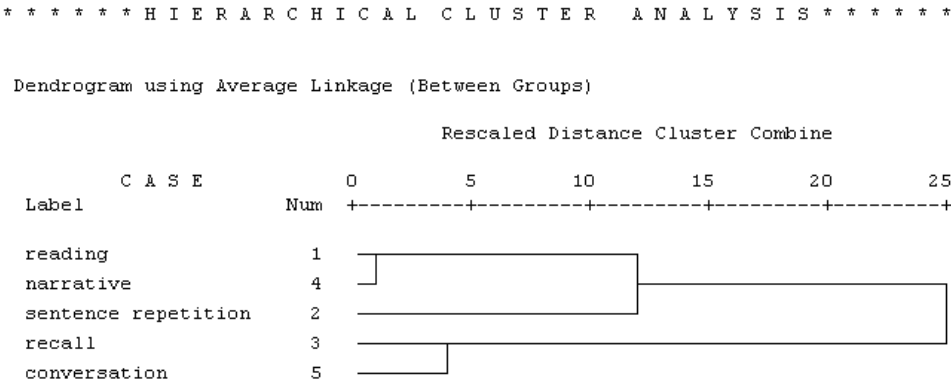 * * * * * * H I E R A R C H I C A L  C L U S T E R  A N A L Y S I S * * * * * *
Dendrogram using Average Linkage (Between Groups)
Rescaled Distance Cluster Combine
C A S E 0 5 10 15 20 25
Label Num +---------+---------+---------+---------+---------+
reading 1
narrative 4
sentence repetition 2
recall 3
conversation 5